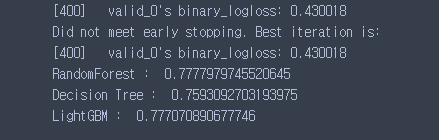 [400]	valid_0's binary_logloss: 0.430018
Did not meet early stopping. Best iteration is:
[400]	valid_0's binary_logloss: 0.430018
RandomForest :  0.7777979745520645
Decision Tree :  0.7593092703193975
LightGBM :  0.777070890677746